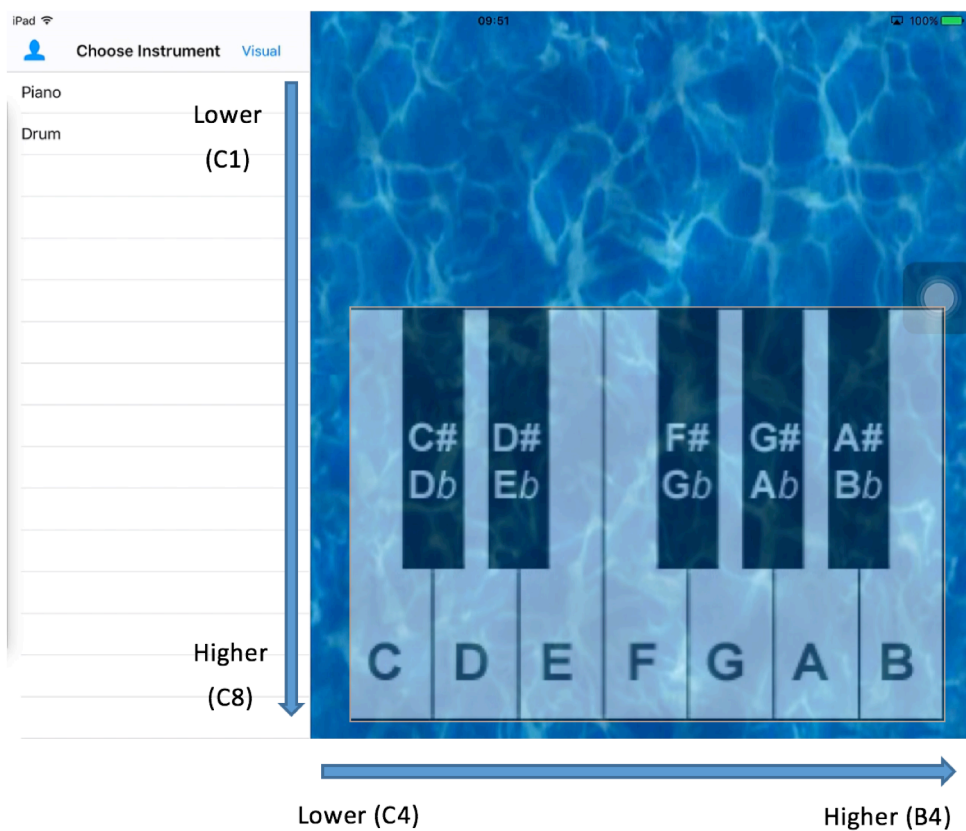 iPad 09:51 100%
Choose Instrument Visual
Piano
Drum
Lower
(C1)
Higher
(C8)
C# D# F# G# A#
Db Eb Gb Ab Bb
C D E F G A B
Lower (C4) Higher (B4)